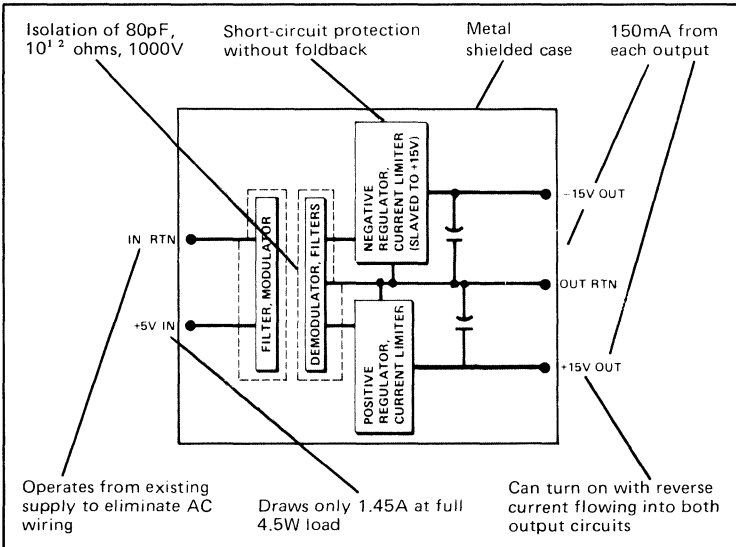 Isolation of 80pF,
10¹² ohms, 1000V
Short-circuit protection
without foldback
Metal
shielded case
150mA from
each output
IN RTN
+5V IN
FILTER, MODULATOR
DEMODULATOR, FILTERS
NEGATIVE
REGULATOR,
CURRENT LIMITER
(SLAVED TO +15V)
POSITIVE
REGULATOR,
CURRENT LIMITER
-15V OUT
OUT RTN
+15V OUT
Operates from existing
supply to eliminate AC
wiring
Draws only 1.45A at full
4.5W load
Can turn on with reverse
current flowing into both
output circuits